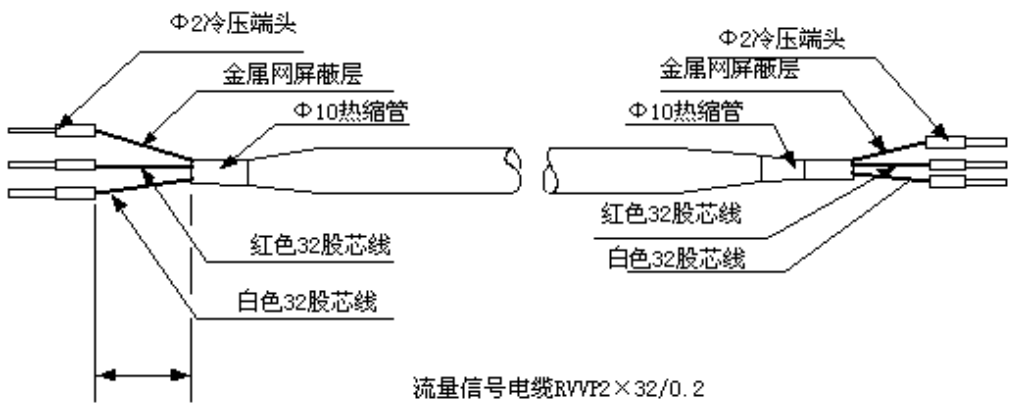 Φ2冷压端头
Φ2冷压端头
金属网屏蔽层
金属网屏蔽层
Φ10热缩管
Φ10热缩管
红色32股芯线
红色32股芯线
白色32股芯线
白色32股芯线
流量信号电缆RVVP2×32/0.2